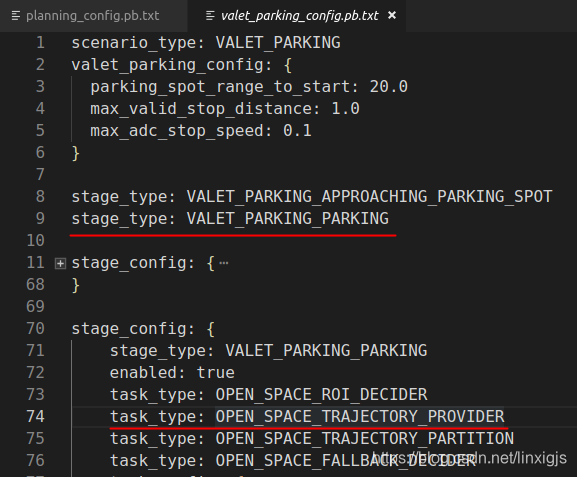 planning_config.pb.txt
valet_parking_config.pb.txt ×
1 scenario_type: VALET_PARKING
2 valet_parking_config: {
3 parking_spot_range_to_start: 20.0
4 max_valid_stop_distance: 1.0
5 max_adc_stop_speed: 0.1
6 }
7
8 stage_type: VALET_PARKING_APPROACHING_PARKING_SPOT
9 stage_type: VALET_PARKING_PARKING
10
11 stage_config: { ⋯
68 }
69
70 stage_config: {
71 stage_type: VALET_PARKING_PARKING
72 enabled: true
73 task_type: OPEN_SPACE_ROI_DECIDER
74 task_type: OPEN_SPACE_TRAJECTORY_PROVIDER
75 task_type: OPEN_SPACE_TRAJECTORY_PARTITION
76 task_type: OPEN_SPACE_FALLBACK_DECIDER
https://blog.csdn.net/linxigjs